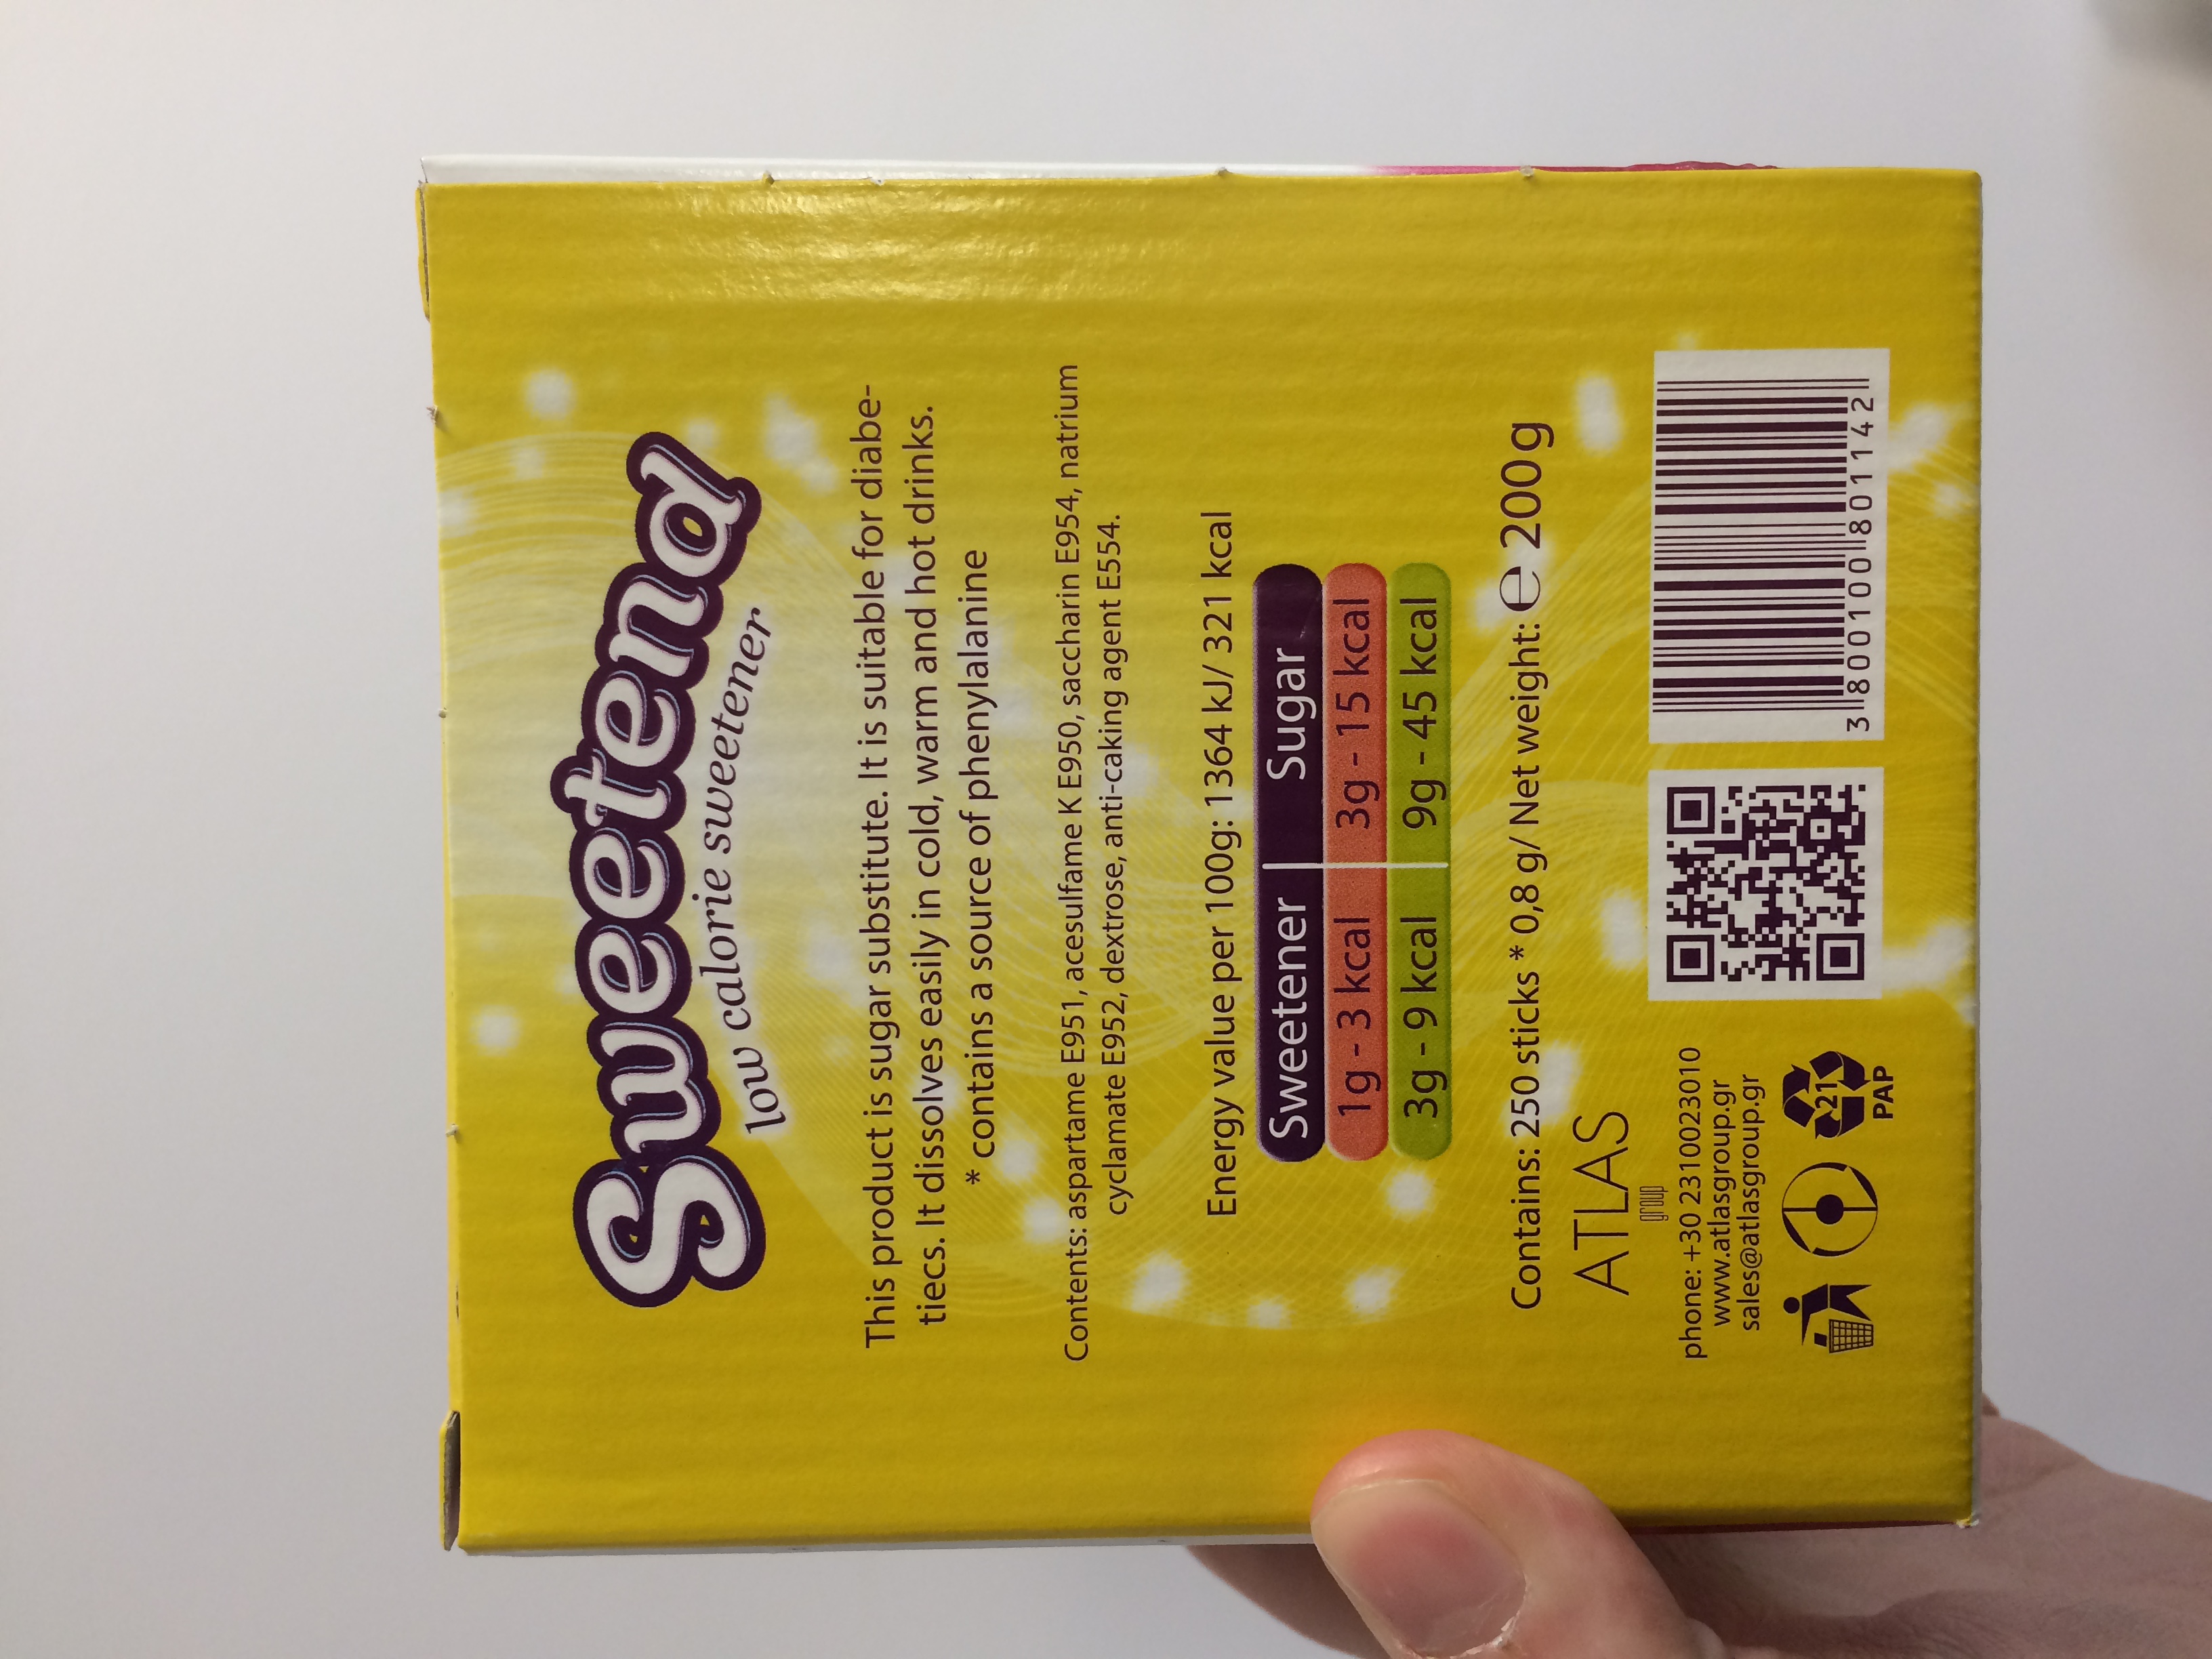 Sweetend
low calorie sweetener
This product is sugar substitute. It is suitable for diabe-
tiecs. It dissolves easily in cold, warm and hot drinks.
* contains a source of phenylalanine
Contents: aspartame E951, acesulfame K E950, saccharin E954, natrium
cyclamate E952, dextrose, anti-caking agent E554.
Energy value per 100g: 1364 kJ/ 321 kcal
Sweetener Sugar
1g - 3 kcal 3g - 15 kcal
3g - 9 kcal 9g - 45 kcal
Contains: 250 sticks * 0,8 g/ Net weight: ℮ 200g
ATLAS
group
phone: +30 2310023010
www.atlasgroup.gr
sales@atlasgroup.gr
21
PAP
3 800100 801142